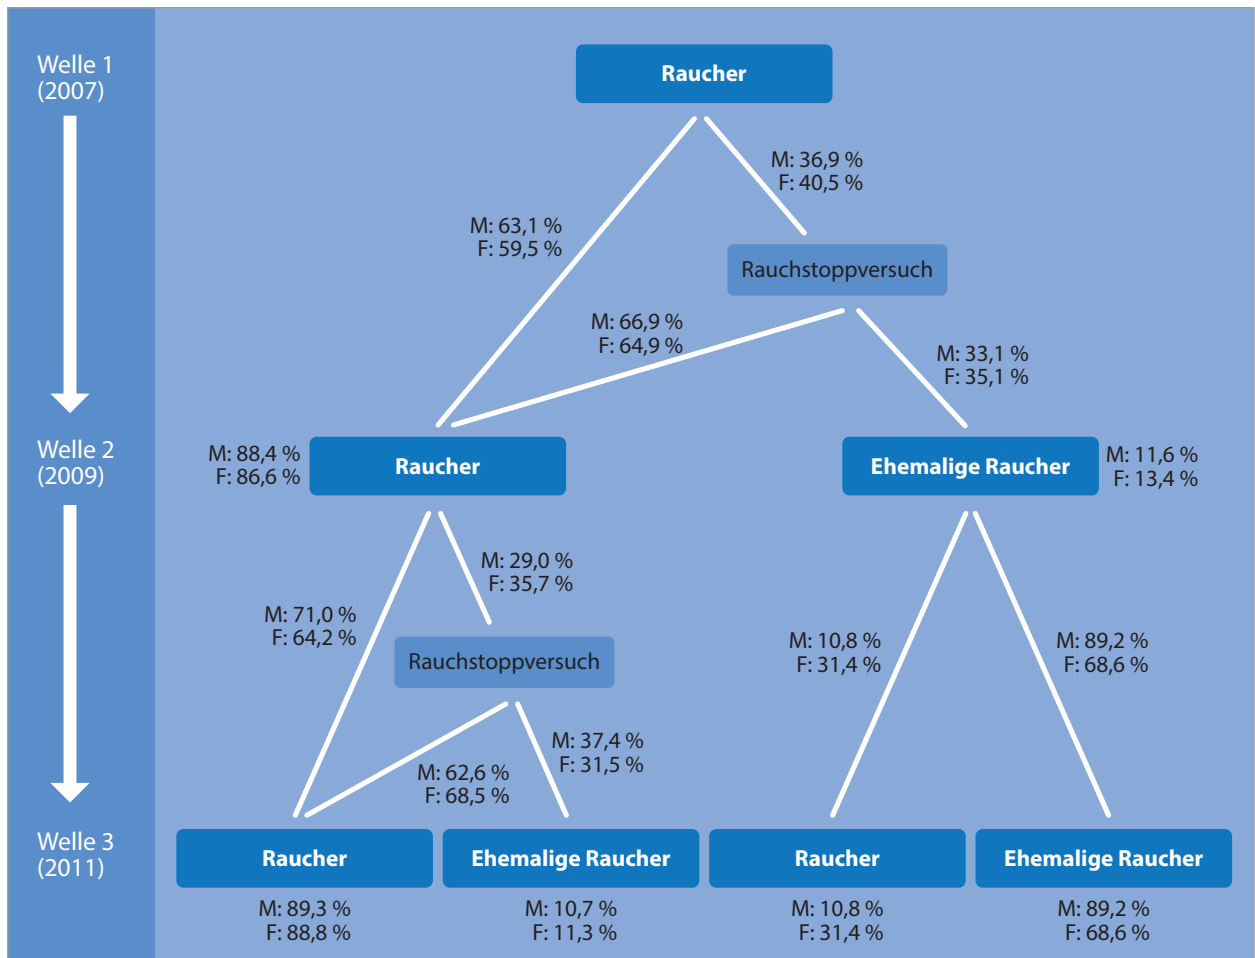 Welle 1
(2007)
Raucher
M: 36,9 %
F: 40,5 %
M: 63,1 %
F: 59,5 %
Rauchstoppversuch
M: 66,9 %
F: 64,9 %
M: 33,1 %
F: 35,1 %
Welle 2
(2009)
M: 88,4 %
F: 86,6 %
Raucher
Ehemalige Raucher
M: 11,6 %
F: 13,4 %
M: 29,0 %
F: 35,7 %
M: 71,0 %
F: 64,2 %
M: 10,8 %
F: 31,4 %
M: 89,2 %
F: 68,6 %
Rauchstoppversuch
M: 37,4 %
F: 31,5 %
M: 62,6 %
F: 68,5 %
Welle 3
(2011)
Raucher
Ehemalige Raucher
Raucher
Ehemalige Raucher
M: 89,3 %
F: 88,8 %
M: 10,7 %
F: 11,3 %
M: 10,8 %
F: 31,4 %
M: 89,2 %
F: 68,6 %